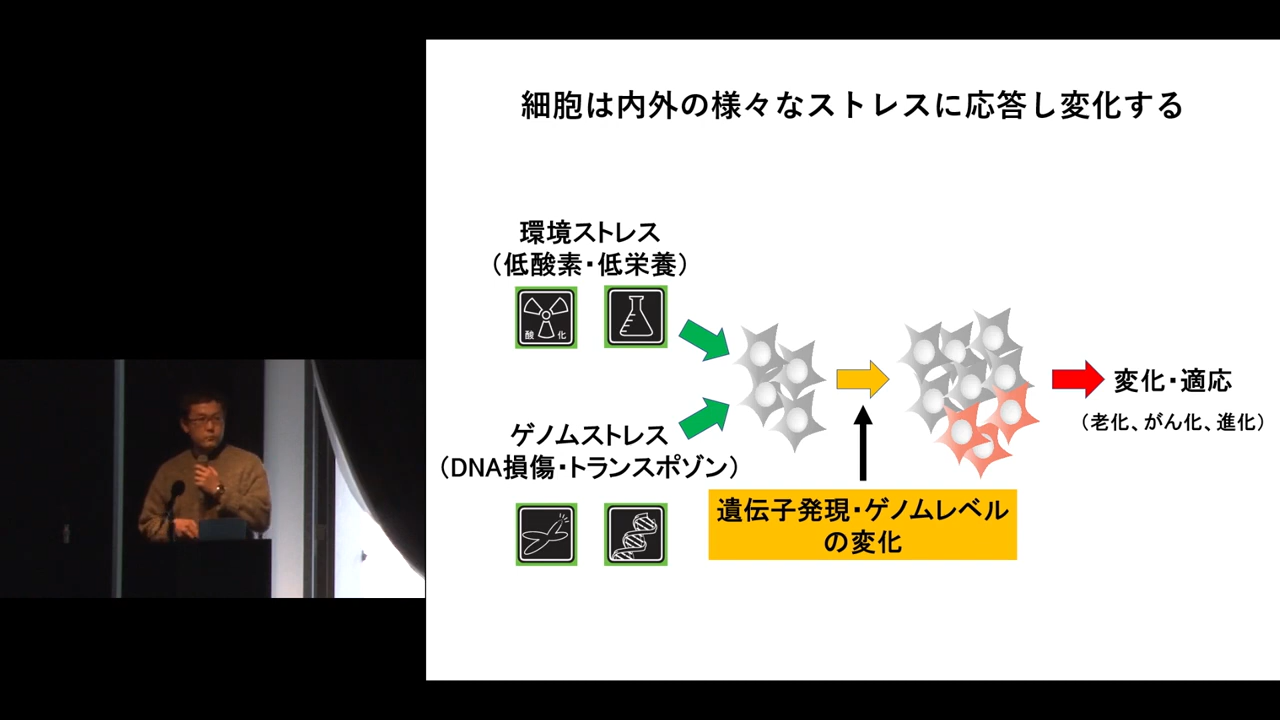 細胞は内外の様々なストレスに応答し変化する
環境ストレス
（低酸素・低栄養）
酸 化
ゲノムストレス
（DNA損傷・トランスポゾン）
遺伝子発現・ゲノムレベル
の変化
変化・適応
（老化、がん化、進化）